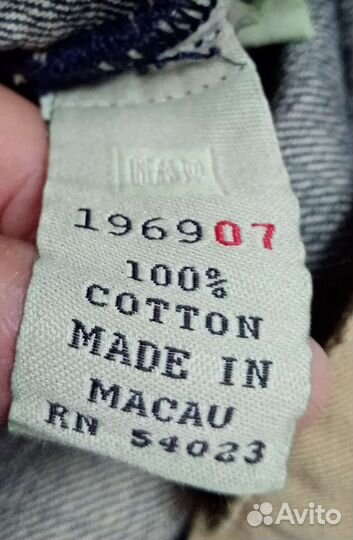 196907
100%
COTTON
MADE IN
MACAU
RN 54023
Avito